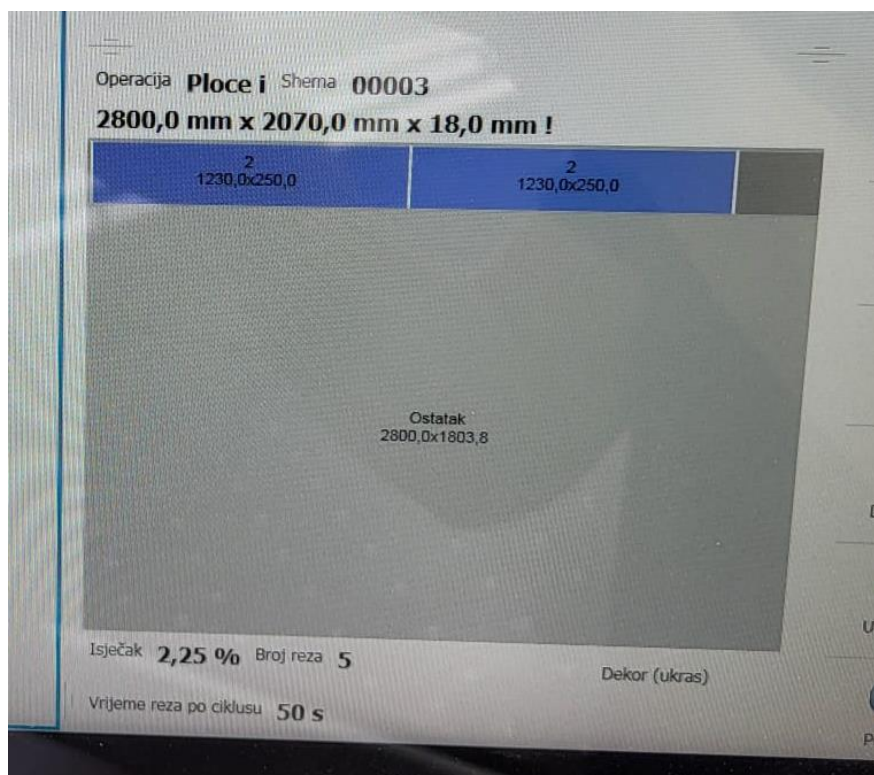 Operacija Ploce i Shema 00003
2800,0 mm x 2070,0 mm x 18,0 mm !
2 2
1230,0x250,0 1230,0x250,0
Ostatak
2800,0x1803,8
Isječak 2,25 % Broj reza 5
Dekor (ukras)
Vrijeme reza po ciklusu 50 s